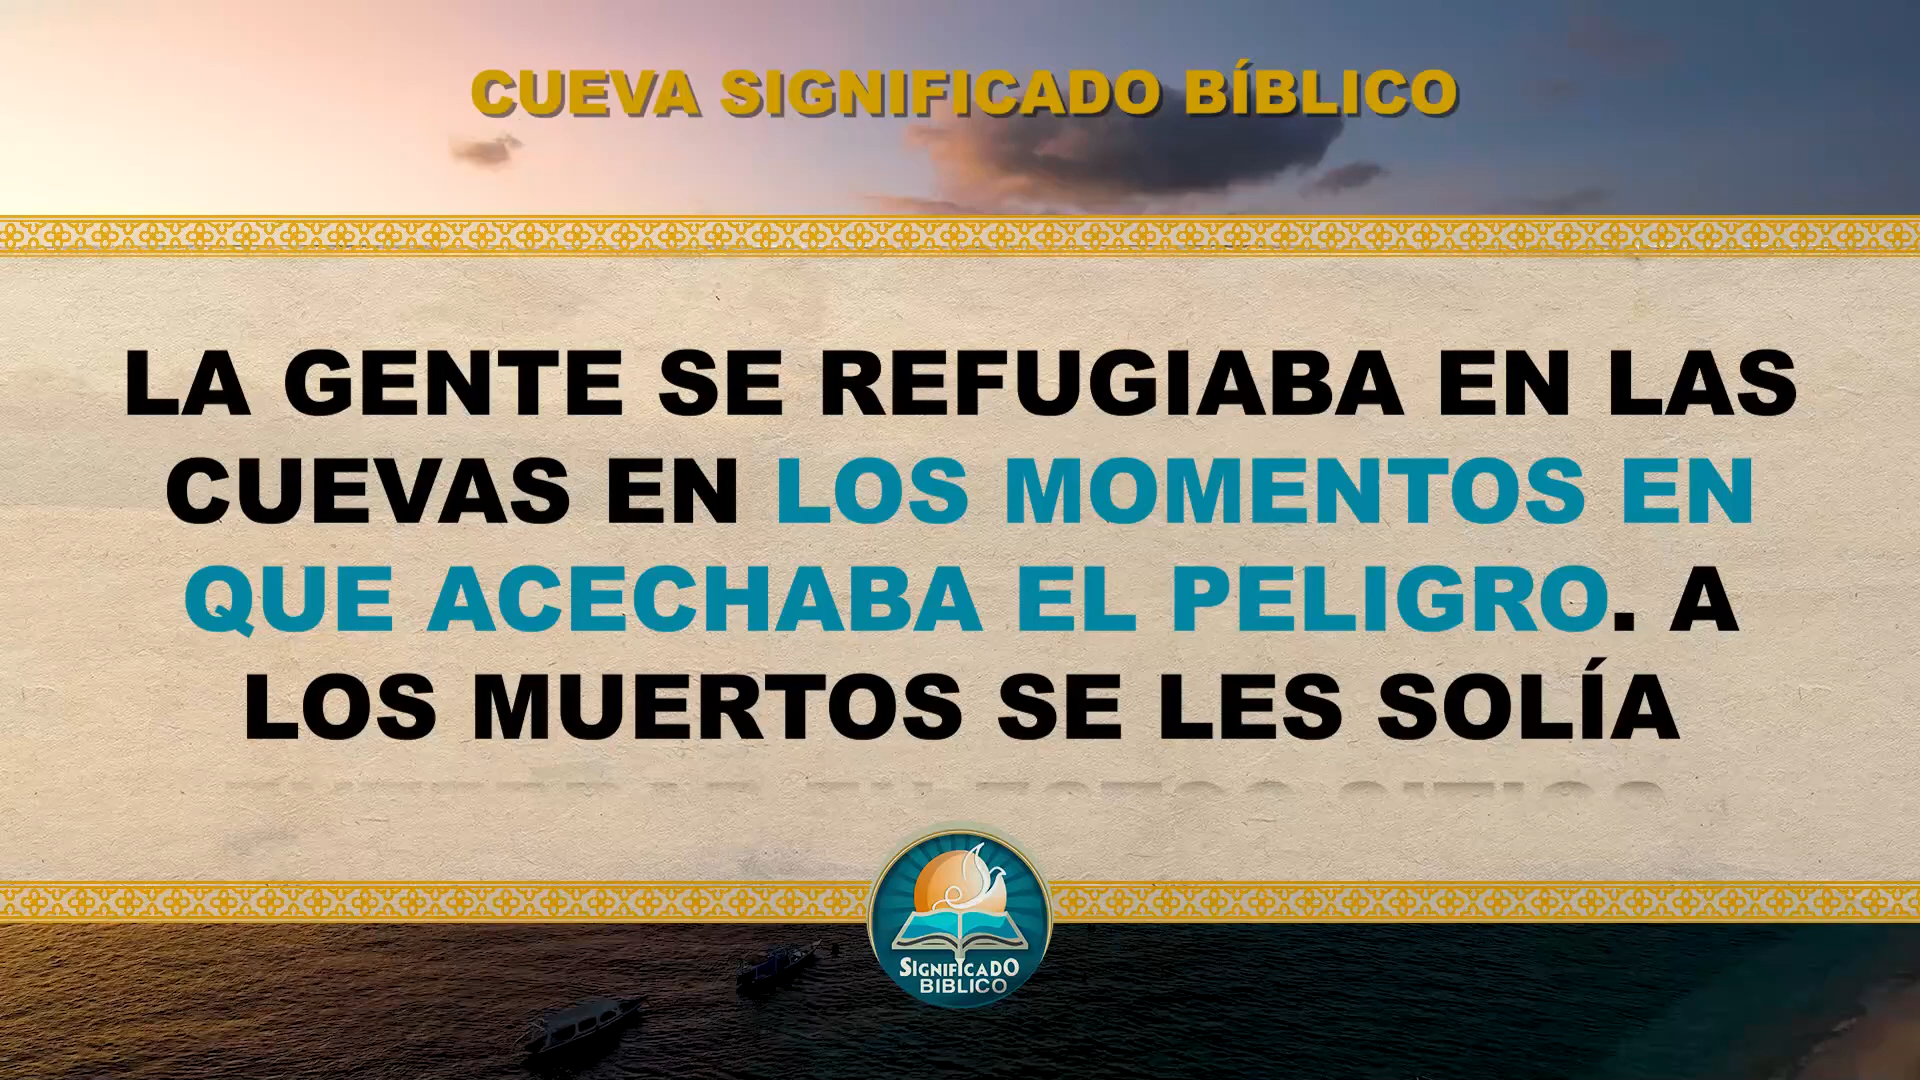 CUEVA SIGNIFICADO BÍBLICO
LA GENTE SE REFUGIABA EN LAS
CUEVAS EN LOS MOMENTOS EN
QUE ACECHABA EL PELIGRO. A
LOS MUERTOS SE LES SOLÍA
SIGNIFICADO
BIBLICO